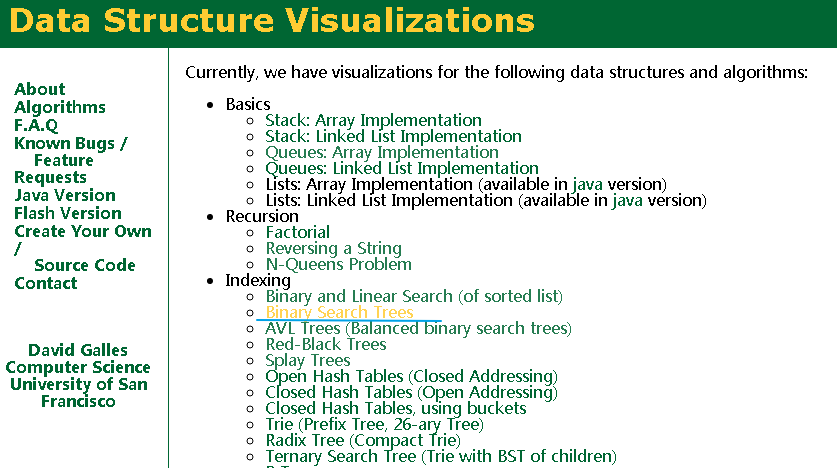 Data Structure Visualizations
About
Algorithms
F.A.Q
Known Bugs /
Feature
Requests
Java Version
Flash Version
Create Your Own
/
Source Code
Contact
David Galles
Computer Science
University of San
Francisco
Currently, we have visualizations for the following data structures and algorithms:
Basics
Stack: Array Implementation
Stack: Linked List Implementation
Queues: Array Implementation
Queues: Linked List Implementation
Lists: Array Implementation (available in java version)
Lists: Linked List Implementation (available in java version)
Recursion
Factorial
Reversing a String
N-Queens Problem
Indexing
Binary and Linear Search (of sorted list)
Binary Search Trees
AVL Trees (Balanced binary search trees)
Red-Black Trees
Splay Trees
Open Hash Tables (Closed Addressing)
Closed Hash Tables (Open Addressing)
Closed Hash Tables, using buckets
Trie (Prefix Tree, 26-ary Tree)
Radix Tree (Compact Trie)
Ternary Search Tree (Trie with BST of children)